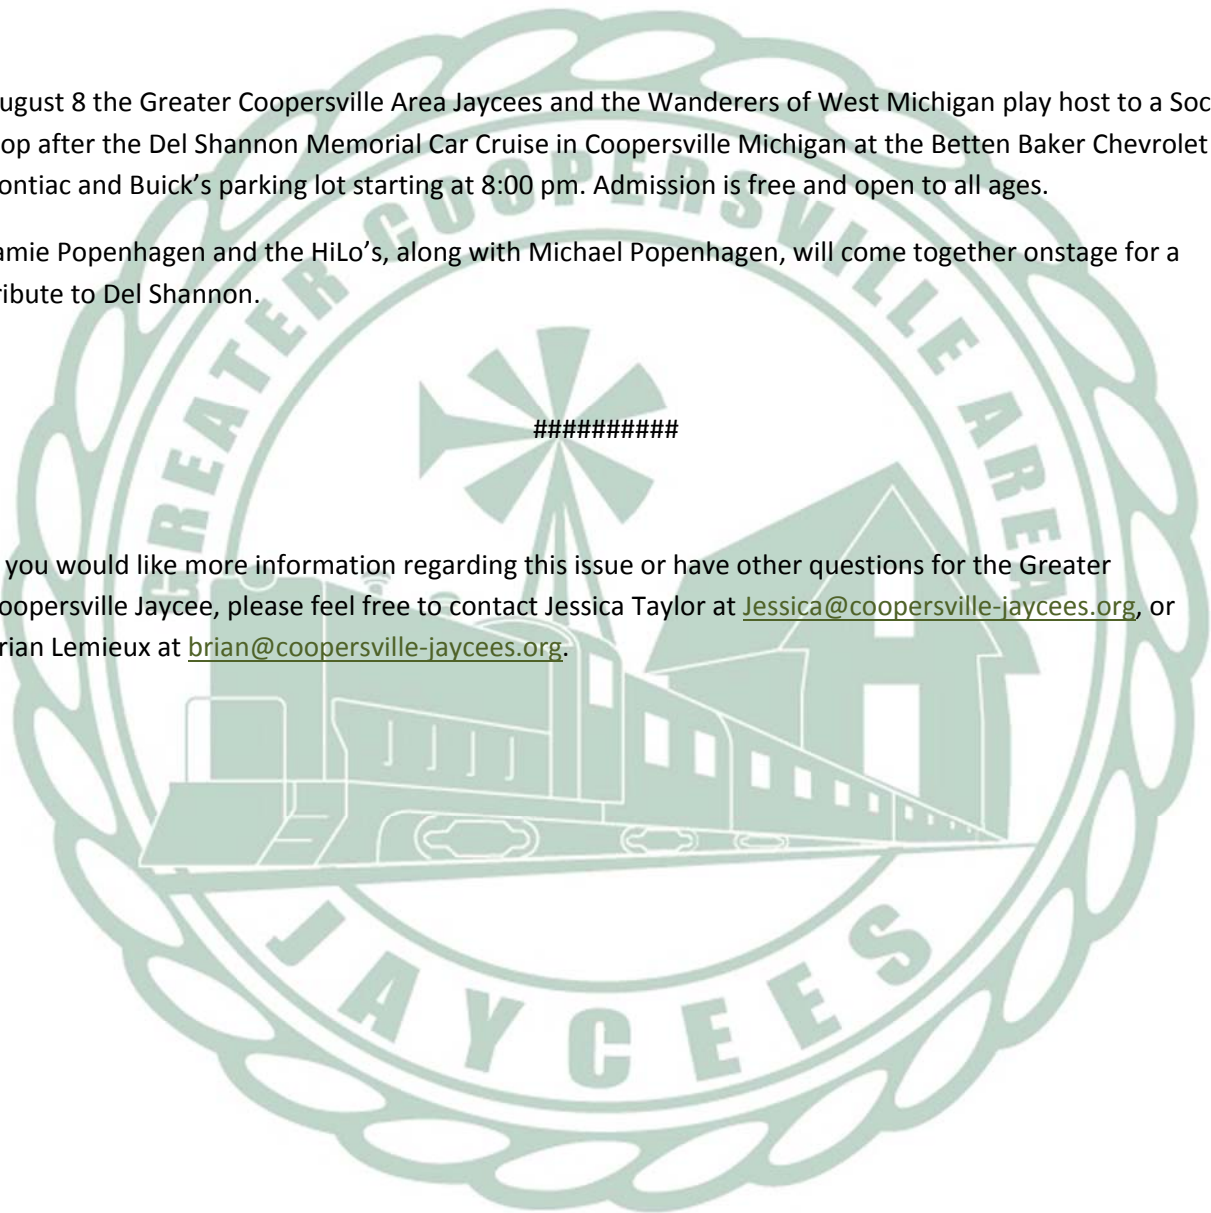 ugust 8 the Greater Coopersville Area Jaycees and the Wanderers of West Michigan play host to a Soc
op after the Del Shannon Memorial Car Cruise in Coopersville Michigan at the Betten Baker Chevrolet
ontiac and Buick’s parking lot starting at 8:00 pm. Admission is free and open to all ages.
amie Popenhagen and the HiLo’s, along with Michael Popenhagen, will come together onstage for a
ribute to Del Shannon.
##########
you would like more information regarding this issue or have other questions for the Greater
oopersville Jaycee, please feel free to contact Jessica Taylor at Jessica@coopersville-jaycees.org, or
rian Lemieux at brian@coopersville-jaycees.org.
GREATER COOPERSVILLE AREA
JAYCEES